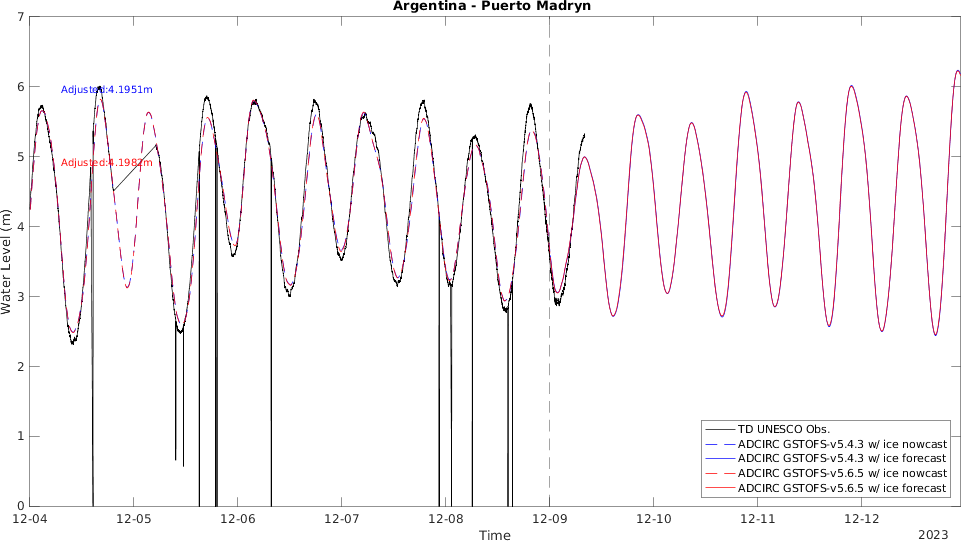 Argentina - Puerto Madryn
7
6
5
4
3
2
1
0
Water Level (m)
Adjusted:4.1951m
Adjusted:4.1982m
TD UNESCO Obs.
ADCIRC GSTOFS-v5.4.3 w/ ice nowcast
ADCIRC GSTOFS-v5.4.3 w/ ice forecast
ADCIRC GSTOFS-v5.6.5 w/ ice nowcast
ADCIRC GSTOFS-v5.6.5 w/ ice forecast
12-04 12-05 12-06 12-07 12-08 12-09 12-10 12-11 12-12
Time
2023